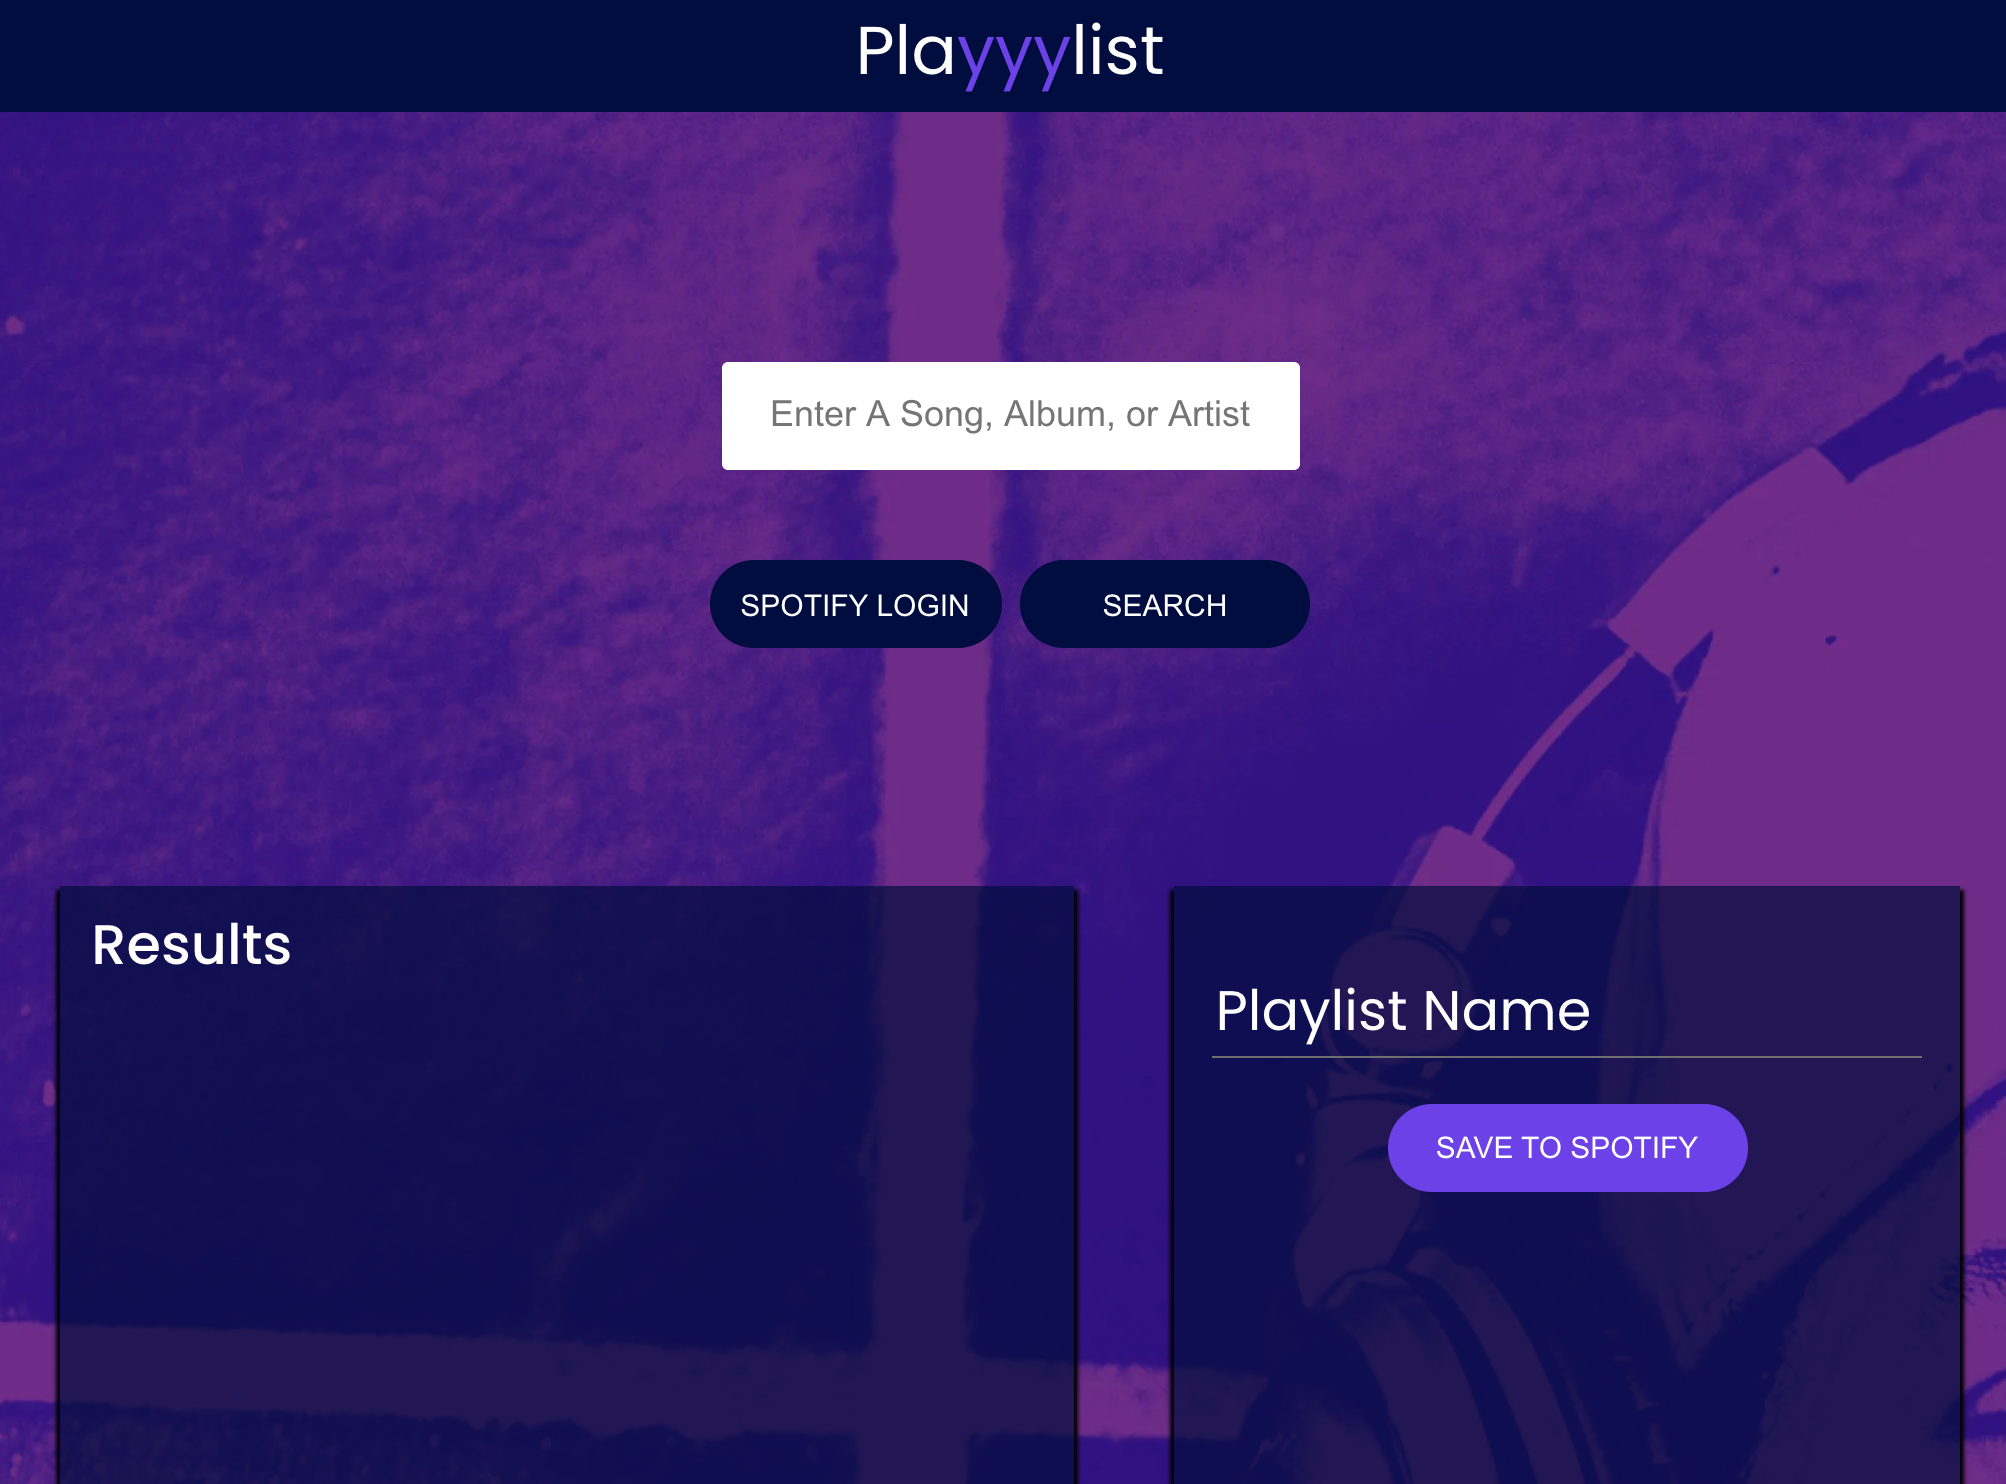 Playyylist
Enter A Song, Album, or Artist
SPOTIFY LOGIN
SEARCH
Results
Playlist Name
SAVE TO SPOTIFY